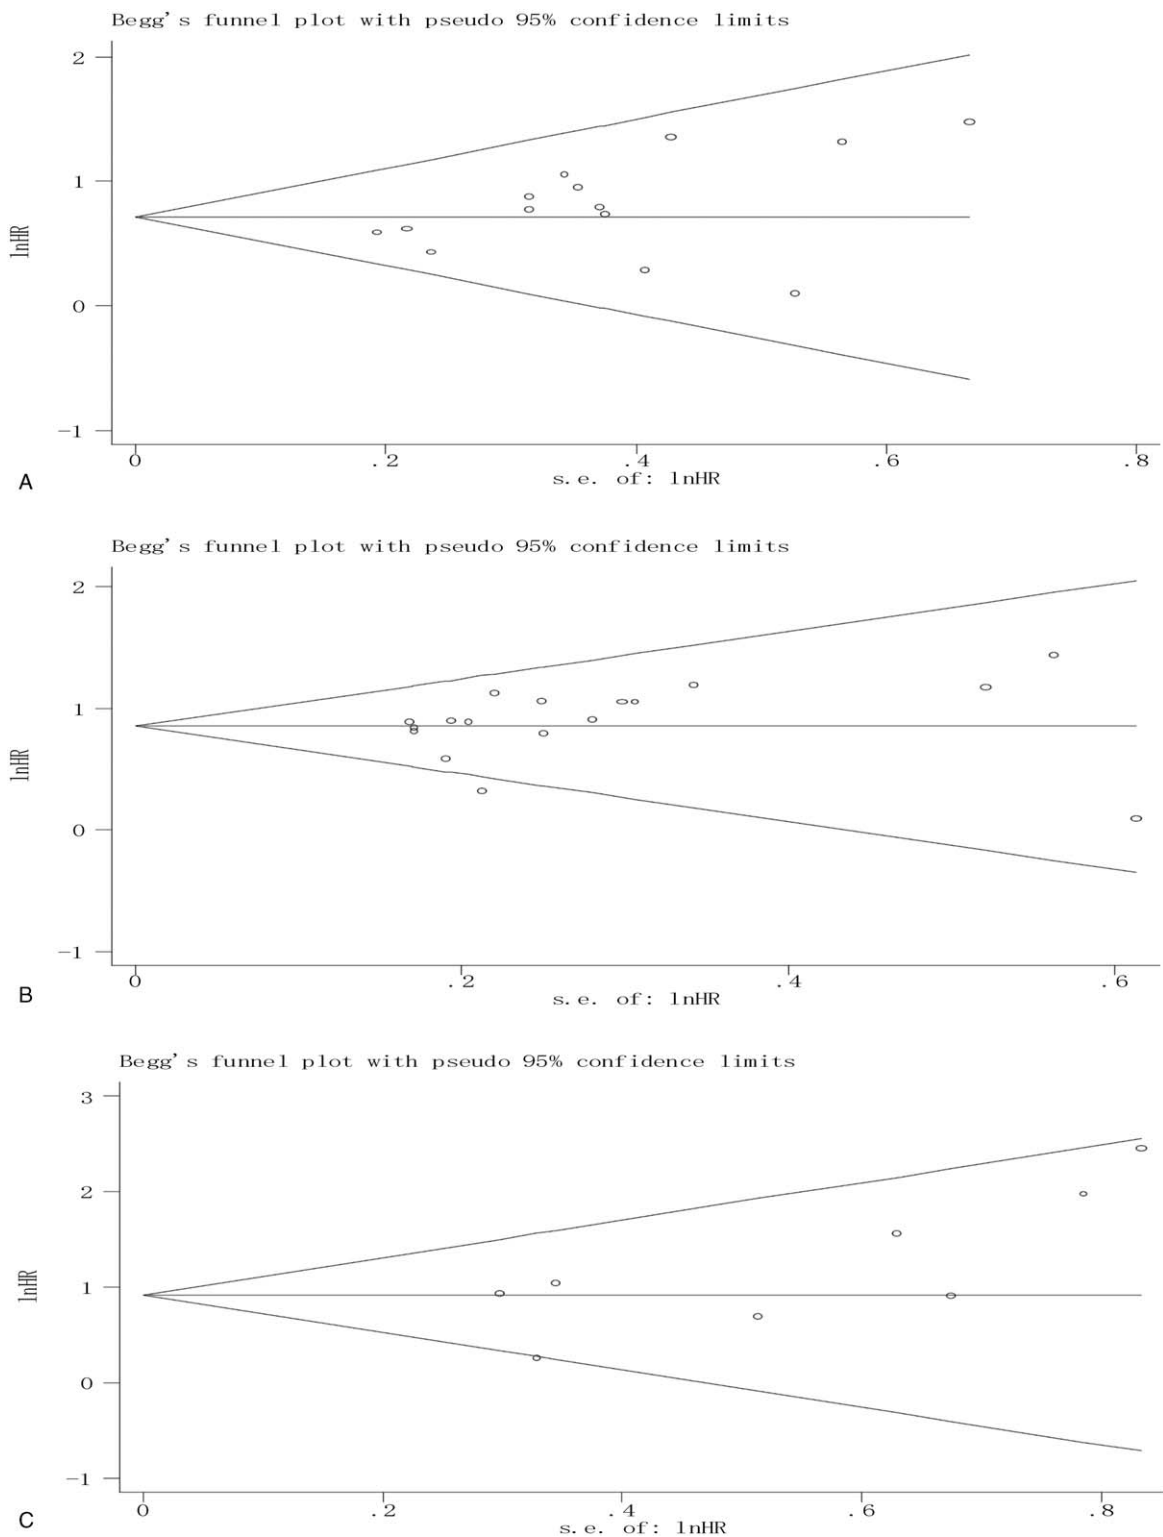 Begg's funnel plot with pseudo 95% confidence limits
2
1
0
-1
lnHR
0 .2 .4 .6 .8
s.e. of: lnHR
A
Begg's funnel plot with pseudo 95% confidence limits
2
1
0
-1
lnHR
0 .2 .4 .6
s.e. of: lnHR
B
Begg's funnel plot with pseudo 95% confidence limits
3
2
1
0
-1
lnHR
0 .2 .4 .6 .8
s.e. of: lnHR
C